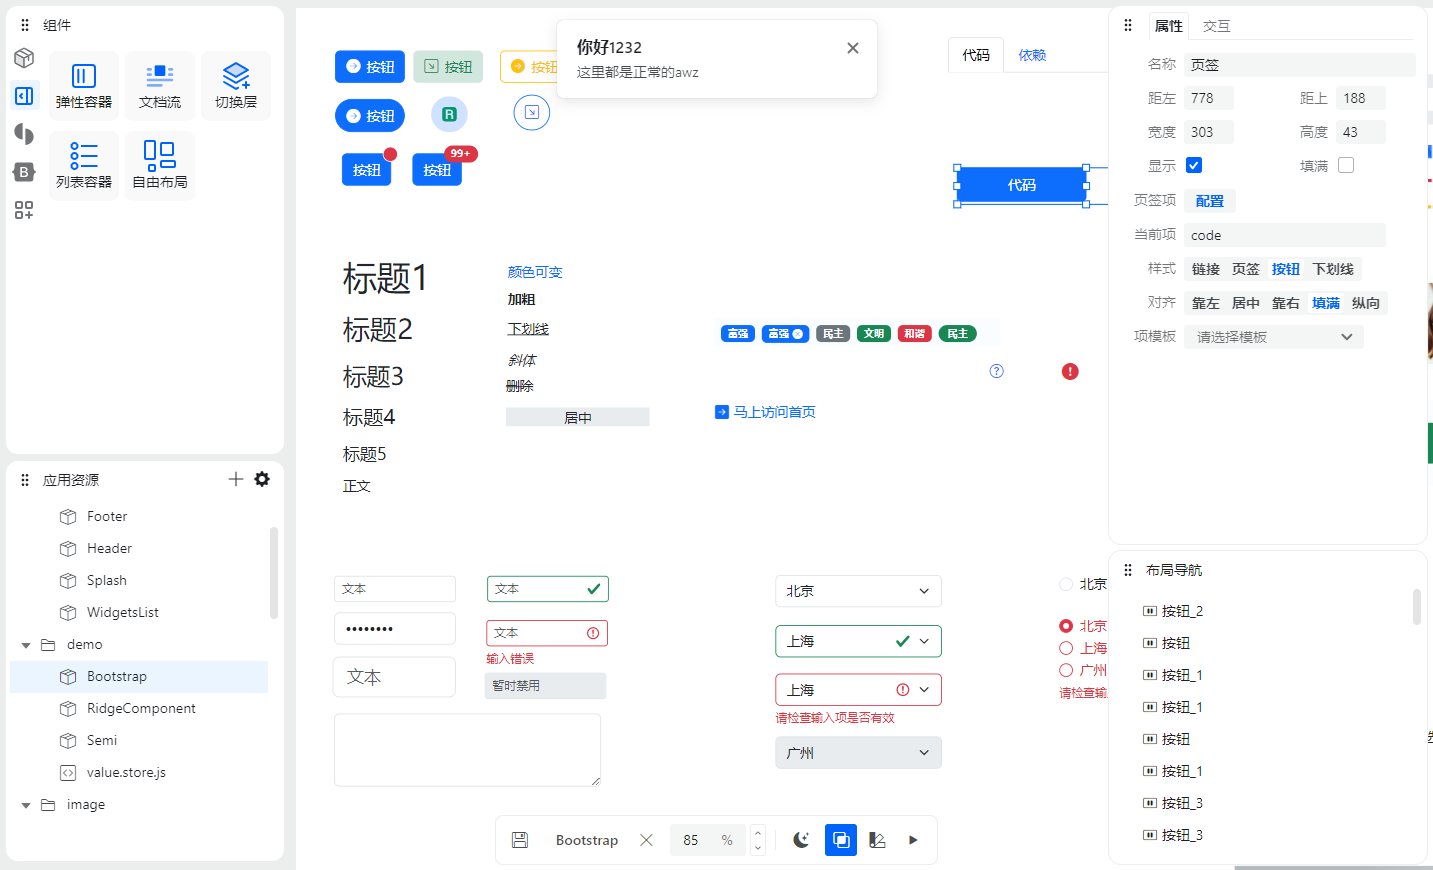 组件
弹性容器
文档流
切换层
列表容器
自由布局
应用资源
Footer
Header
Splash
WidgetsList
demo
Bootstrap
RidgeComponent
Semi
value.store.js
image
按钮
按钮
按钮
你好1232
这里都是正常的awz
代码
依赖
按钮
R
按钮
按钮
99+
代码
标题1
标题2
标题3
标题4
标题5
正文
颜色可变
加粗
下划线
斜体
删除
居中
富强
富强
民主
文明
和谐
民主
马上访问首页
文本
文本
文本
输入错误
文本
暂时禁用
北京
上海
上海
请检查输入项是否有效
广州
北京
北京
上海
广州
请检查输
Bootstrap
85 %
属性
交互
名称 页签
距左 778
距上 188
宽度 303
高度 43
显示
填满
页签项 配置
当前项 code
样式 链接 页签 按钮 下划线
对齐 靠左 居中 靠右 填满 纵向
项模板 请选择模板
布局导航
按钮_2
按钮
按钮_1
按钮_1
按钮
按钮_1
按钮_3
按钮_3